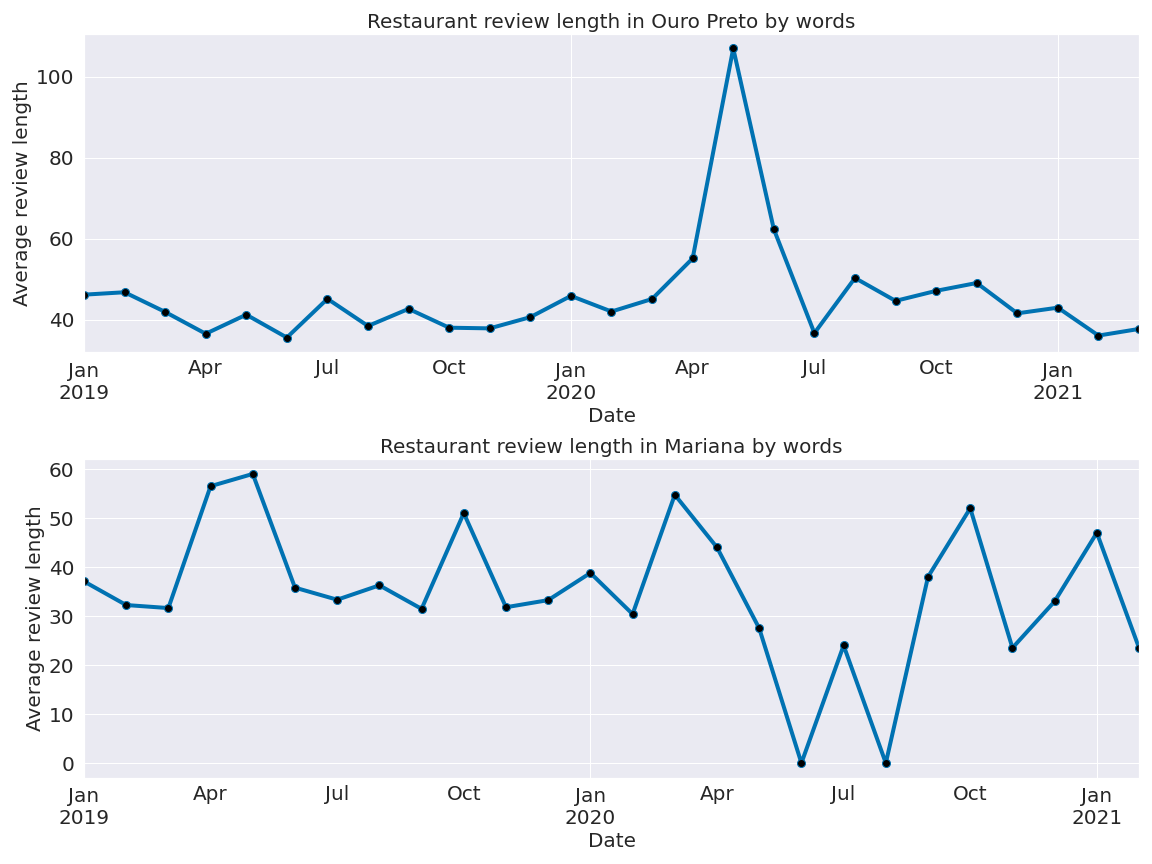 Restaurant review length in Ouro Preto by words
Average review length
100
80
60
40
Jan Apr Jul Oct Jan Apr Jul Oct Jan
2019 2020 2021
Date
Restaurant review length in Mariana by words
Average review length
60
50
40
30
20
10
0
Jan Apr Jul Oct Jan Apr Jul Oct Jan
2019 2020 2021
Date